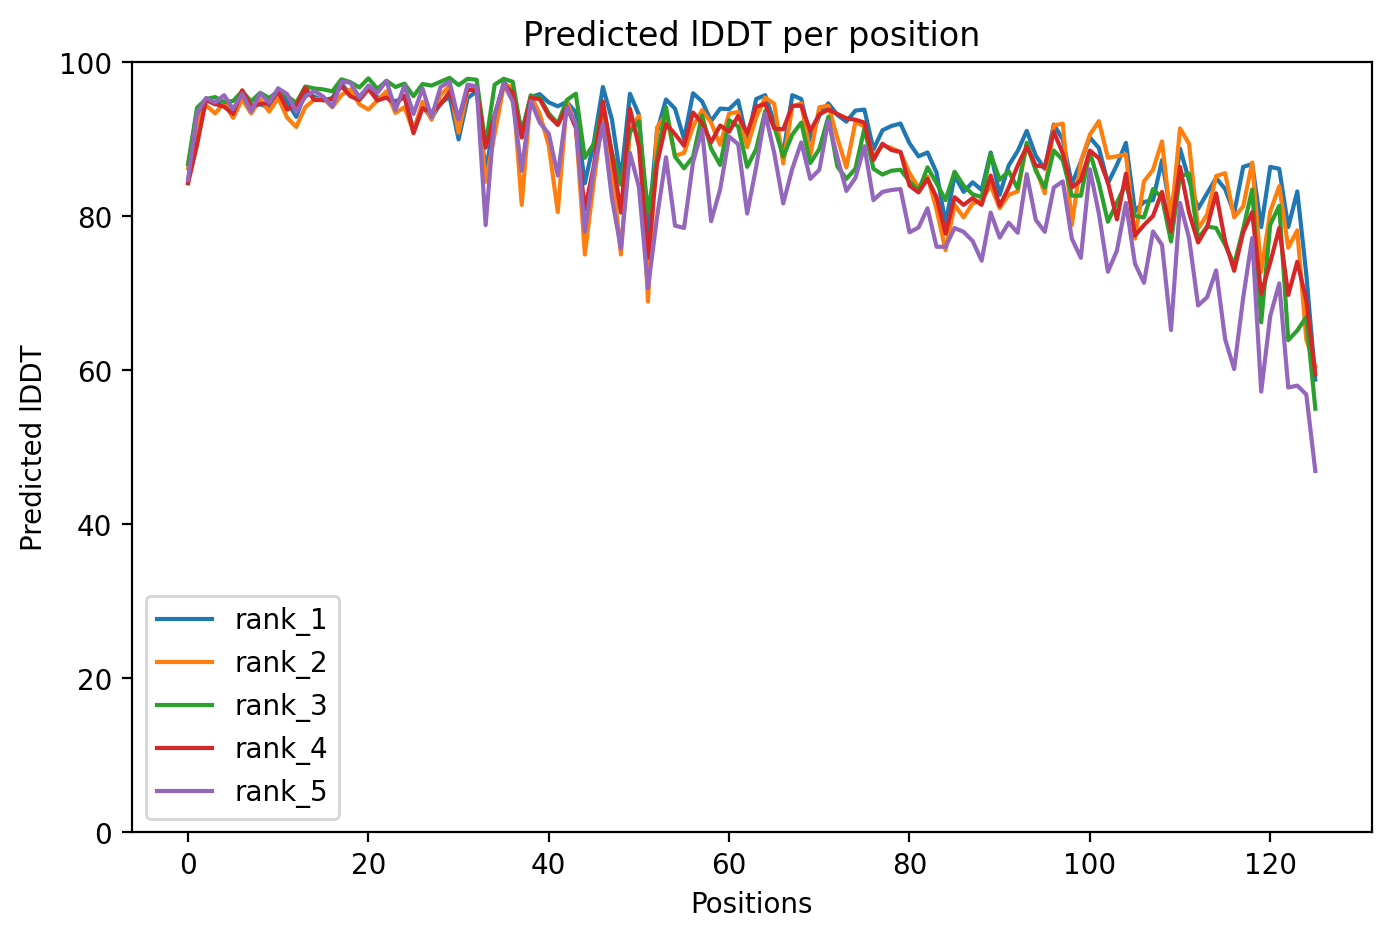 Predicted lDDT per position
100
80
60
40
20
0
Predicted lDDT
rank_1
rank_2
rank_3
rank_4
rank_5
0 20 40 60 80 100 120
Positions